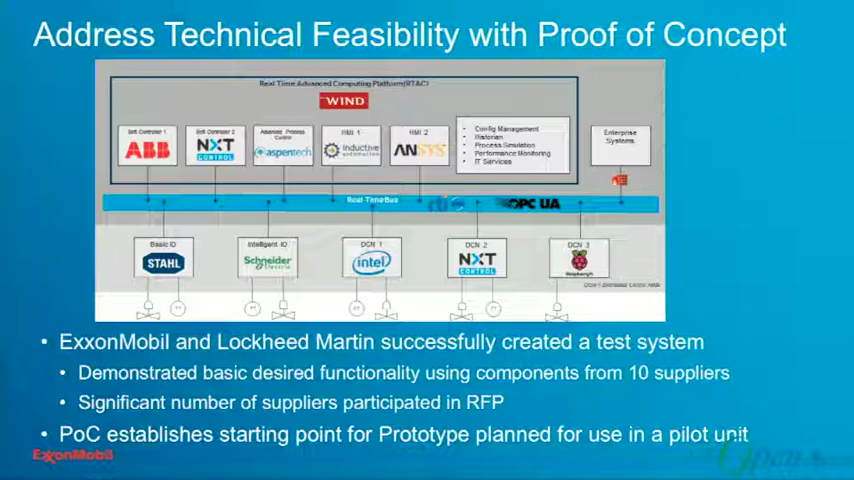 Address Technical Feasibility with Proof of Concept
Real Time Advanced Computing Platform(RTAC)
WIND
Soft Controller 1
ABB
Soft Controller 2
NXT
CONTROL
Advanced Process
Control
aspentech
HMI 1
inductive
automation
HMI 2
ANSYS
• Config Management
• Historian
• Process Simulation
• Performance Monitoring
• IT Services
Enterprise
Systems
Real-Time Bus
OPC UA
Basic IO
STAHL
Intelligent IO
Schneider
Electric
DCN 1
intel
DCN 2
NXT
CONTROL
DCN 3
Raspberry Pi
• ExxonMobil and Lockheed Martin successfully created a test system
• Demonstrated basic desired functionality using components from 10 suppliers
• Significant number of suppliers participated in RFP
• PoC establishes starting point for Prototype planned for use in a pilot unit
ExxonMobil